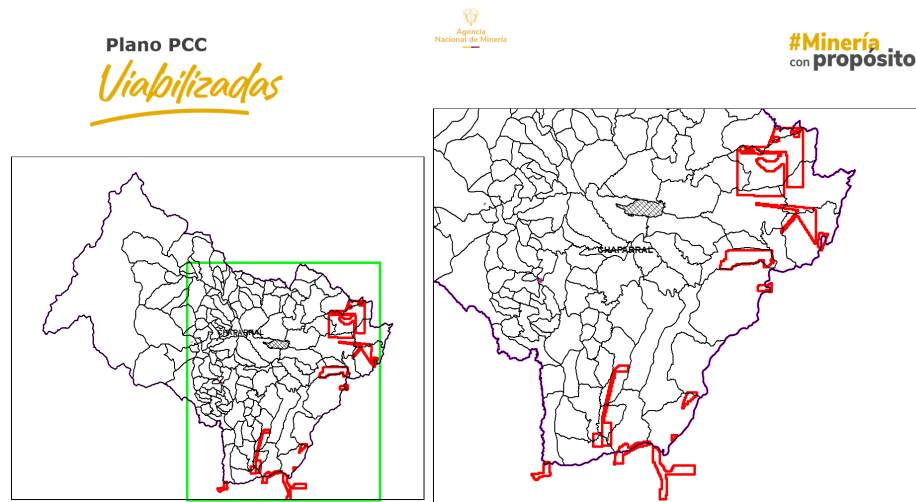 Plano PCC
Viabilizadas
Agencia
Nacional de Minería
#Minería
con propósito
CHAPARRAL
CHAPARRAL